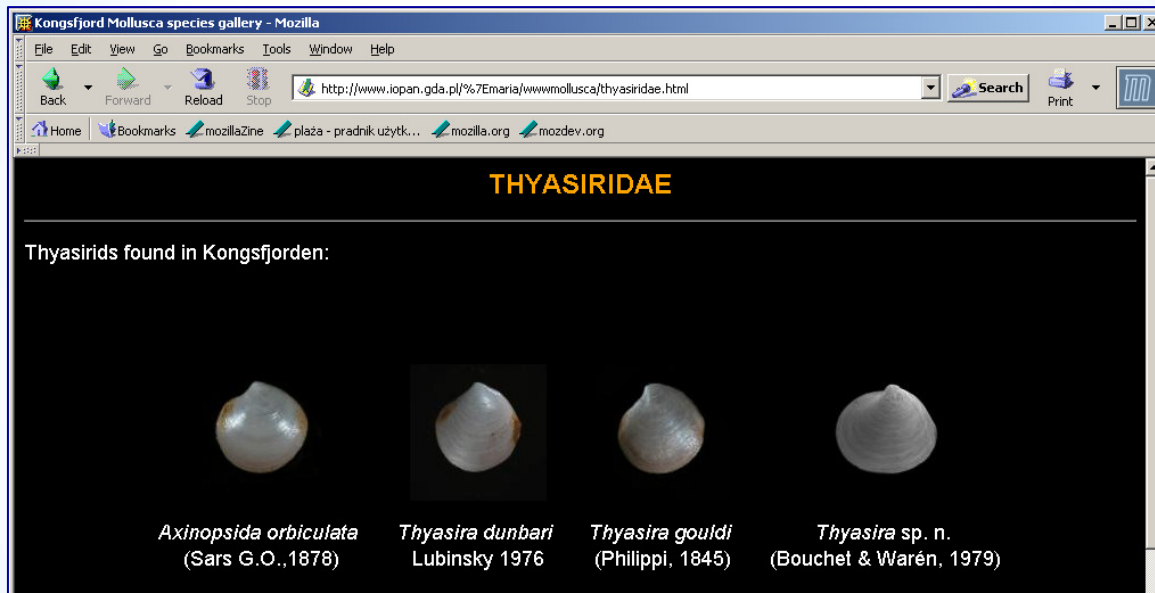 Kongsfjord Mollusca species gallery - Mozilla
File Edit View Go Bookmarks Tools Window Help
Back Forward Reload Stop http://www.iopan.gda.pl/%7Emaria/wwwmollusca/thyasiridae.html Search Print
Home Bookmarks mozillaZine plaża - pradnik użytk... mozilla.org mozdev.org
THYASIRIDAE
Thyasirids found in Kongsfjorden:
Axinopsida orbiculata Thyasira dunbari Thyasira gouldi Thyasira sp. n.
(Sars G.O.,1878) Lubinsky 1976 (Philippi, 1845) (Bouchet & Warén, 1979)